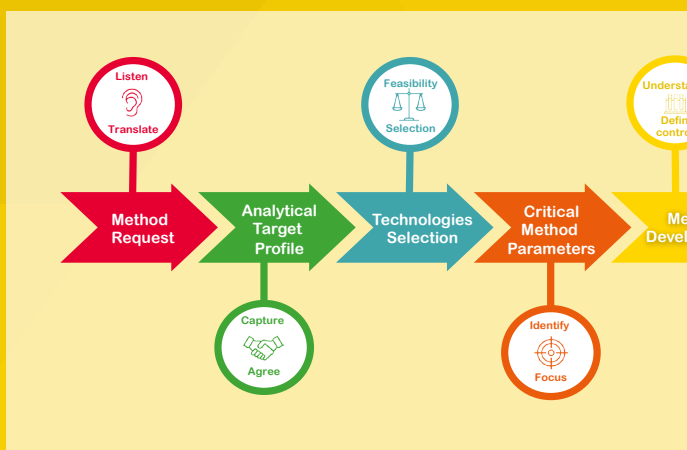 Listen
Translate
Feasibility
Selection
Method
Request
Analytical
Target
Profile
Technologies
Selection
Critical
Method
Parameters
Capture
Agree
Identify
Focus